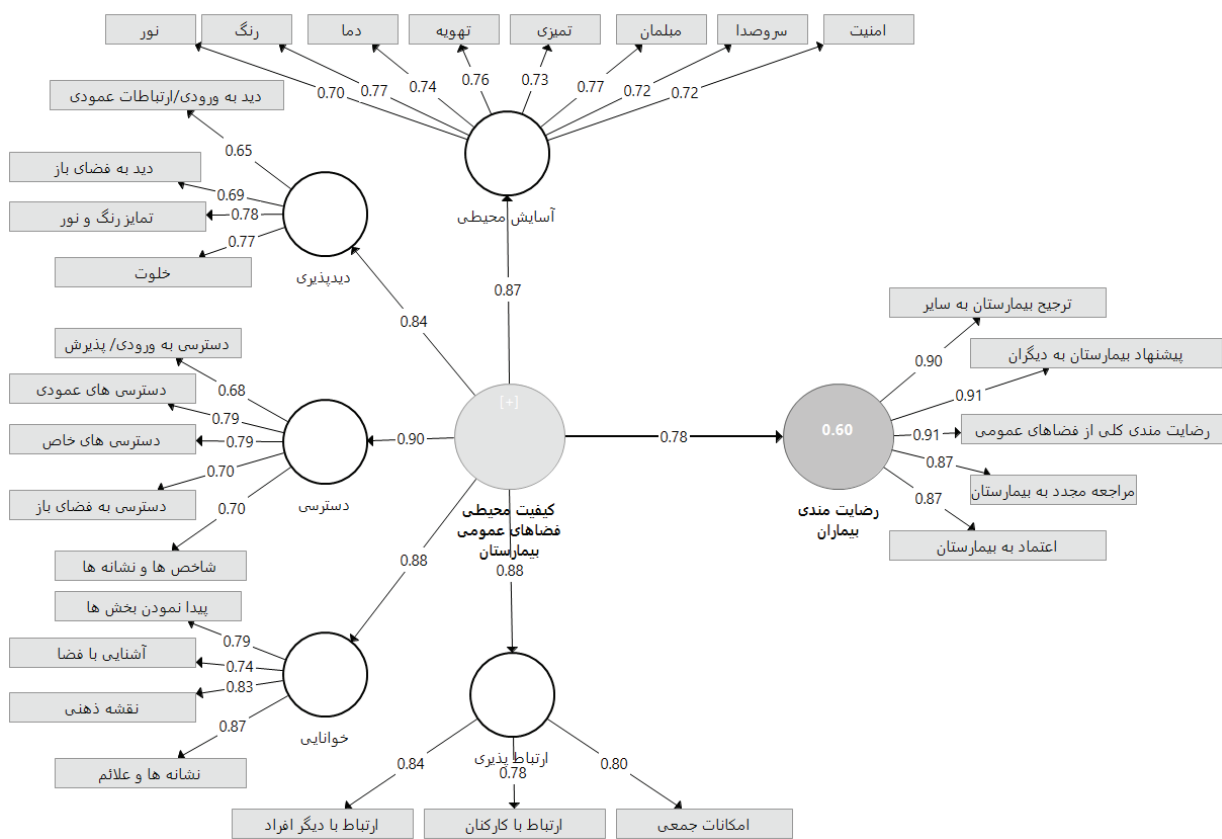 نور
رنگ
دما
تهویه
تمیزی
مبلمان
سروصدا
امنیت
0.70
0.77
0.74
0.76
0.73
0.77
0.72
0.72
آسایش محیطی
0.87
دید به ورودی/ارتباطات عمودی
دید به فضای باز
تمایز رنگ و نور
خلوت
0.65
0.69
0.78
0.77
دیدپذیری
0.84
دسترسی به ورودی/ پذیرش
دسترسی های عمودی
دسترسی های خاص
دسترسی به فضای باز
شاخص ها و نشانه ها
0.68
0.79
0.79
0.70
0.70
دسترسی
0.90
[+]
کیفیت محیطی
فضاهای عمومی
بیمارستان
0.78
0.60
رضایت مندی
بیماران
ترجیح بیمارستان به سایر
پیشنهاد بیمارستان به دیگران
رضایت مندی کلی از فضاهای عمومی
مراجعه مجدد به بیمارستان
اعتماد به بیمارستان
0.90
0.91
0.91
0.87
0.87
پیدا نمودن بخش ها
آشنایی با فضا
نقشه ذهنی
نشانه ها و علائم
0.79
0.74
0.83
0.87
خوانایی
0.88
0.88
ارتباط پذیری
0.84
0.78
0.80
ارتباط با دیگر افراد
ارتباط با کارکنان
امکانات جمعی